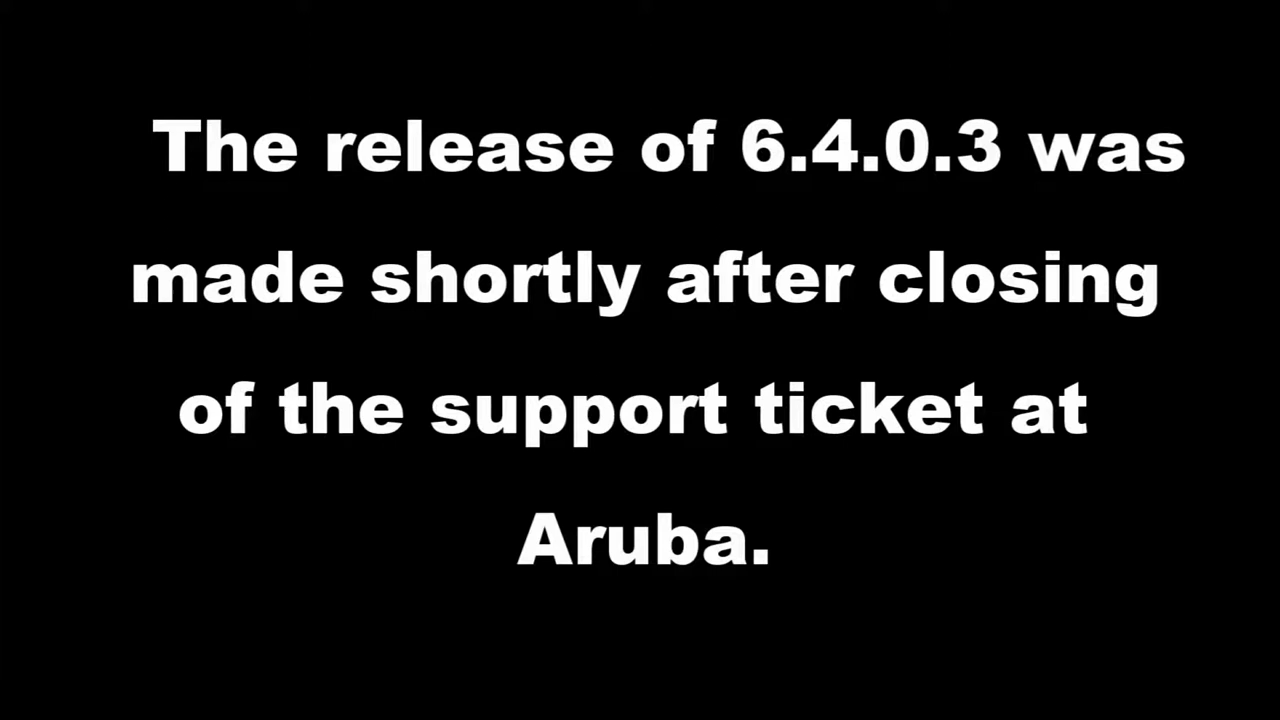 The release of 6.4.0.3 was
made shortly after closing
of the support ticket at
Aruba.